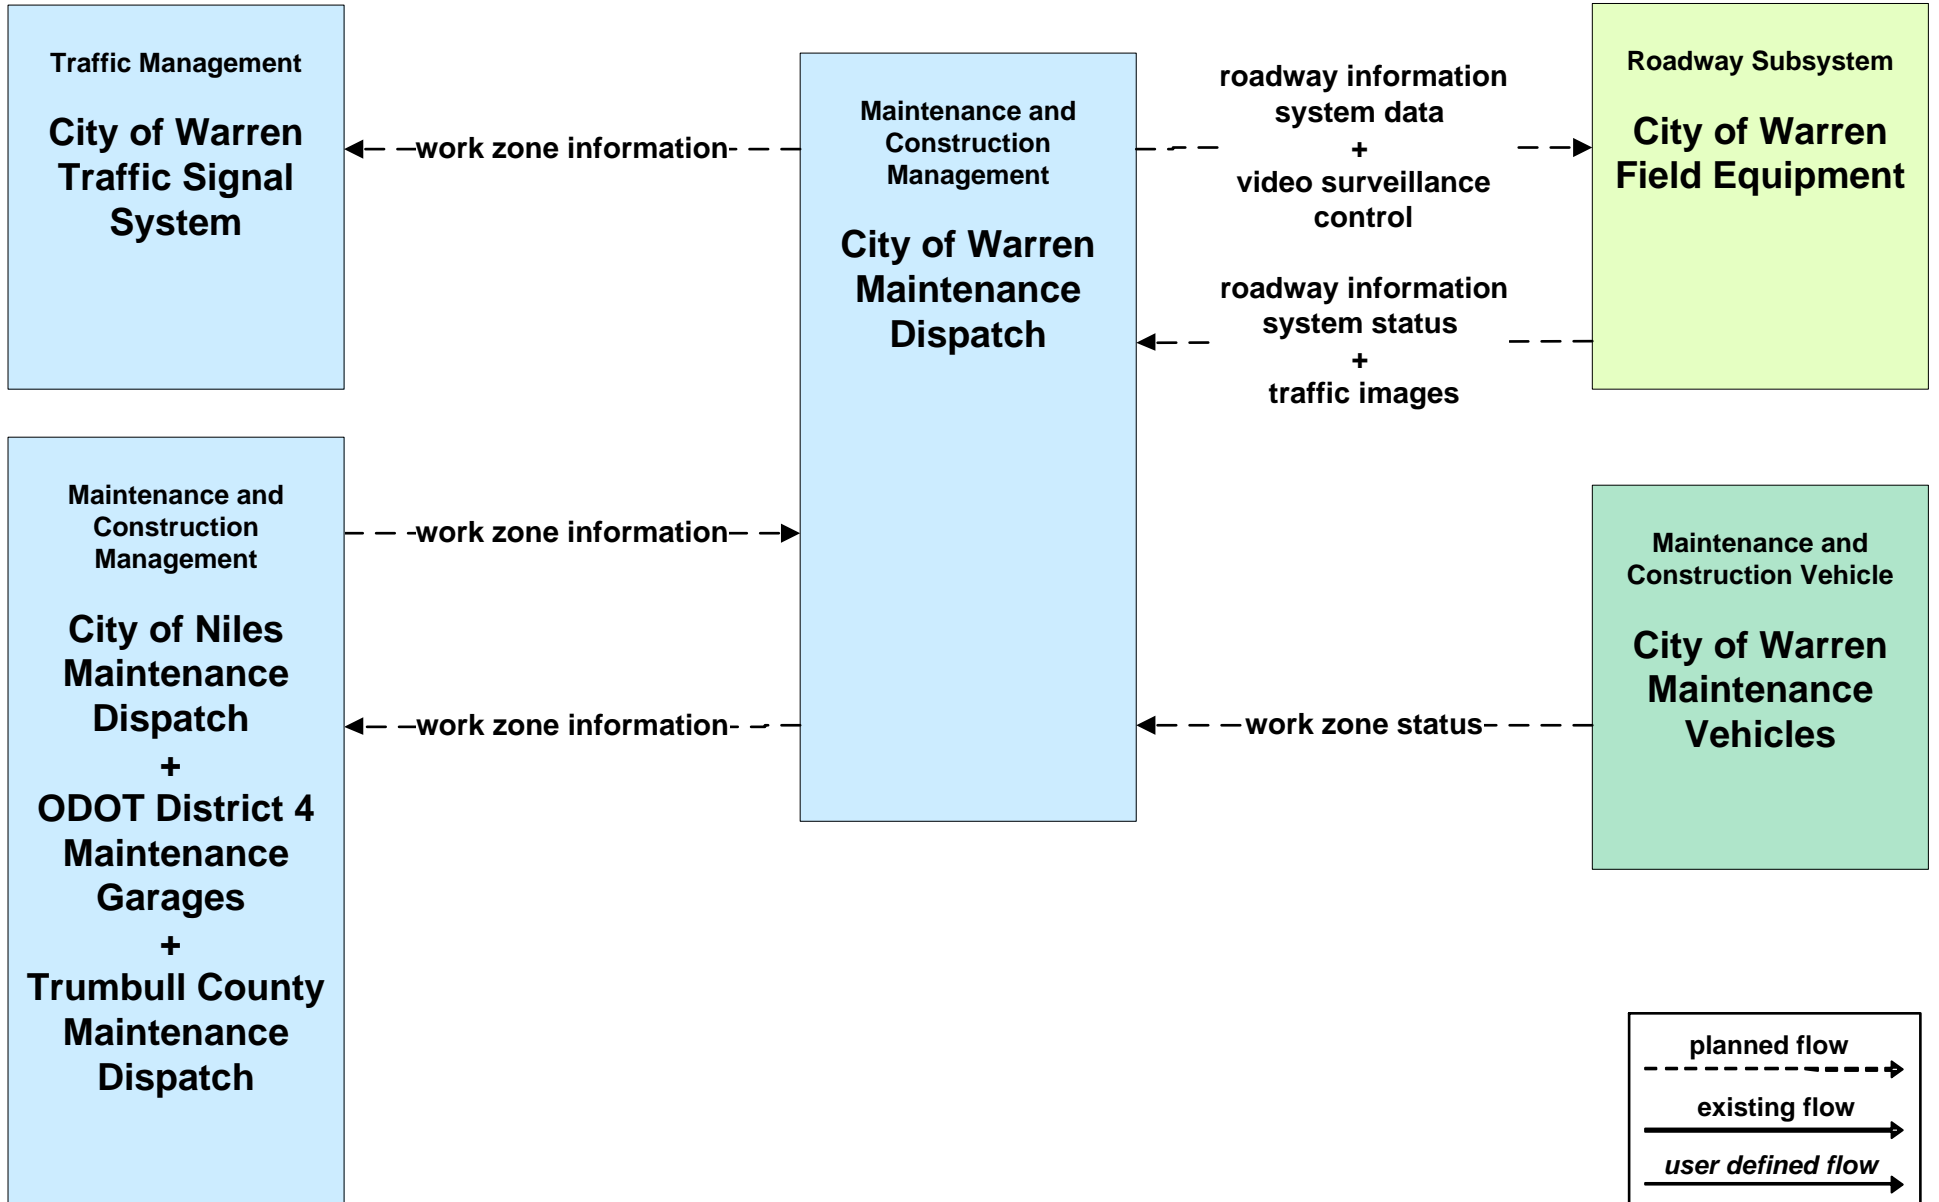 Traffic Management
City of Warren
Traffic Signal
System
work zone information
Maintenance and
Construction
Management
City of Warren
Maintenance
Dispatch
roadway information
system data
+
video surveillance
control
roadway information
system status
+
traffic images
Roadway Subsystem
City of Warren
Field Equipment
Maintenance and
Construction
Management
City of Niles
Maintenance
Dispatch
+
ODOT District 4
Maintenance
Garages
+
Trumbull County
Maintenance
Dispatch
work zone information
work zone information
work zone status
Maintenance and
Construction Vehicle
City of Warren
Maintenance
Vehicles
planned flow
existing flow
user defined flow